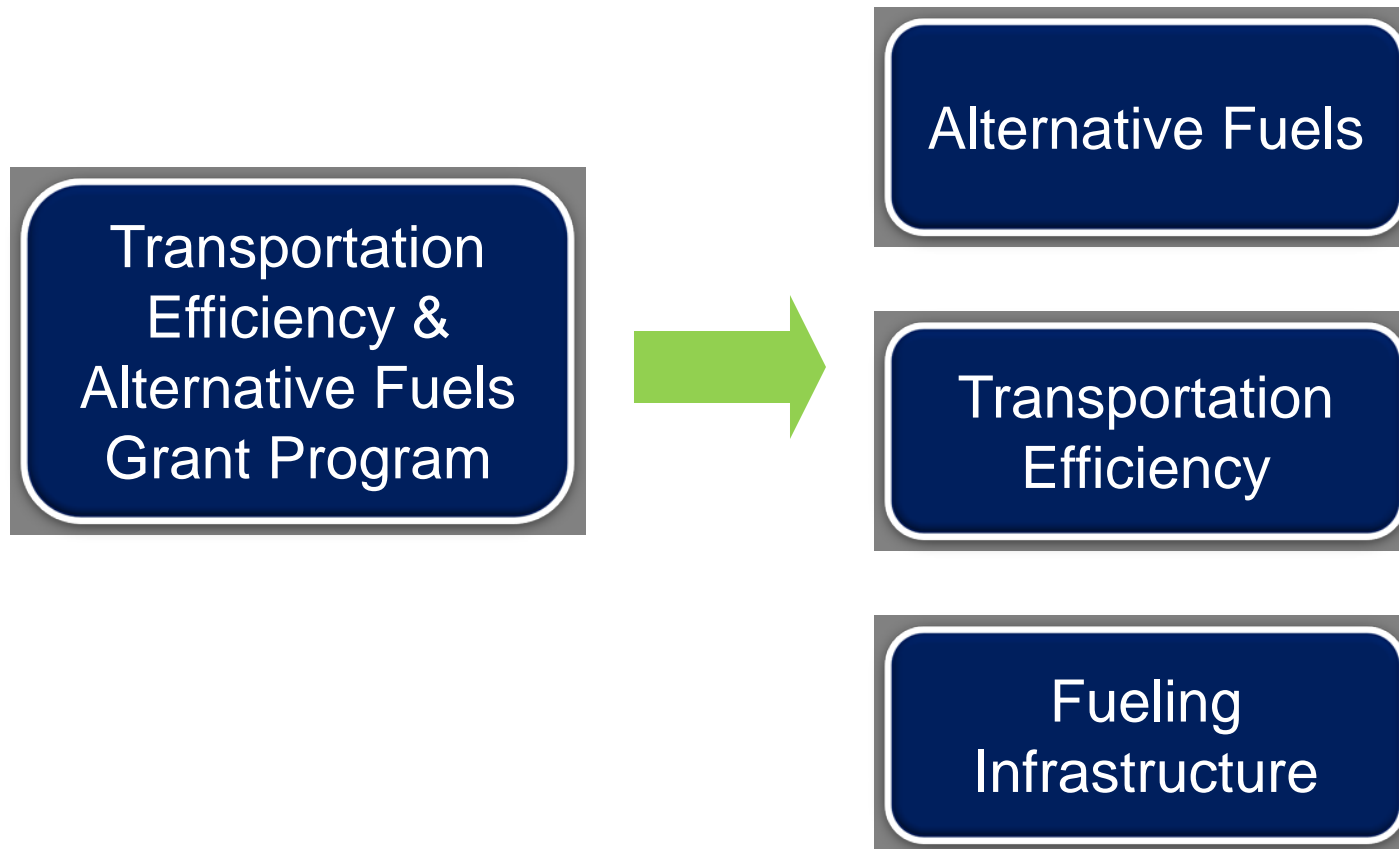 Transportation
Efficiency &
Alternative Fuels
Grant Program
Alternative Fuels
Transportation
Efficiency
Fueling
Infrastructure